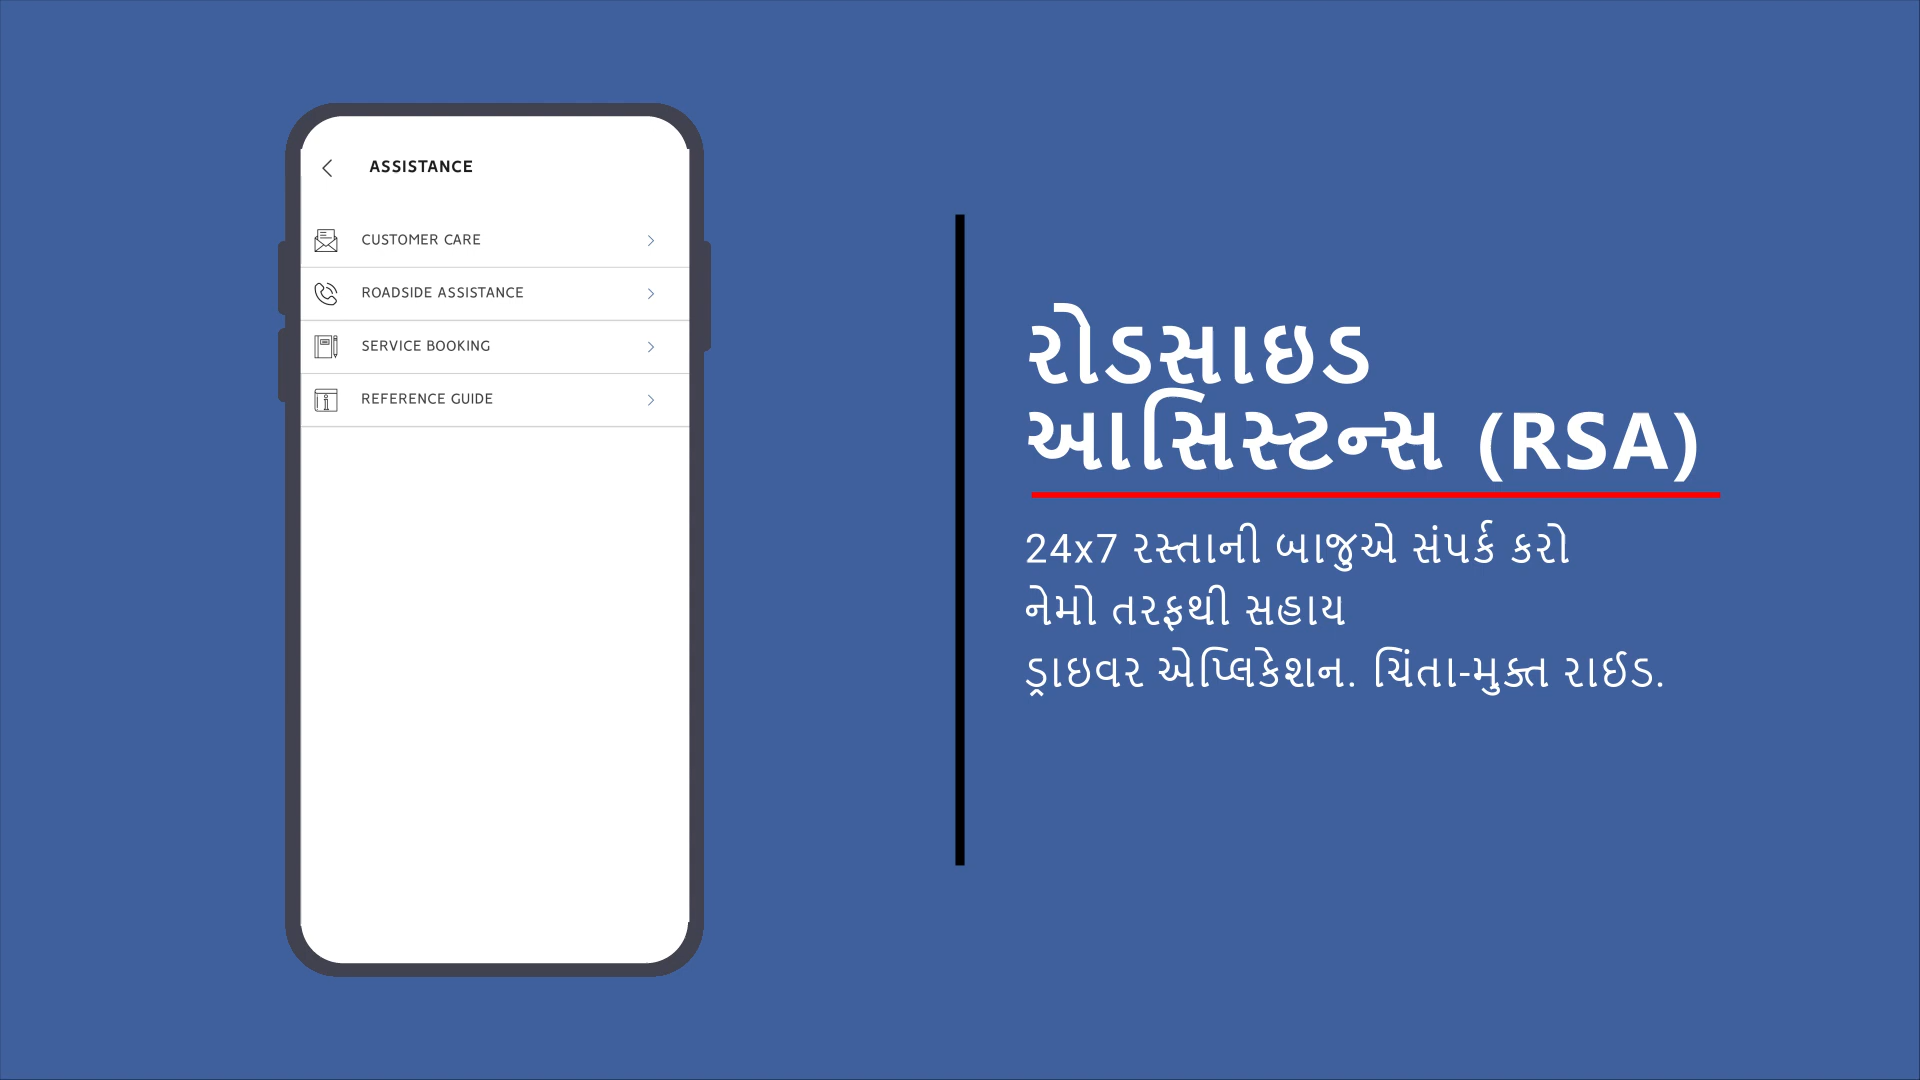 ASSISTANCE
CUSTOMER CARE
ROADSIDE ASSISTANCE
SERVICE BOOKING
REFERENCE GUIDE
રોડસાઇડ
આસિસ્ટન્સ (RSA)
24x7 રસ્તાની બાજુએ સંપર્ક કરો
નેમો તરફથી સહાય
ડ્રાઇવર એપ્લિકેશન. ચિંતા-મુક્ત રાઈડ.